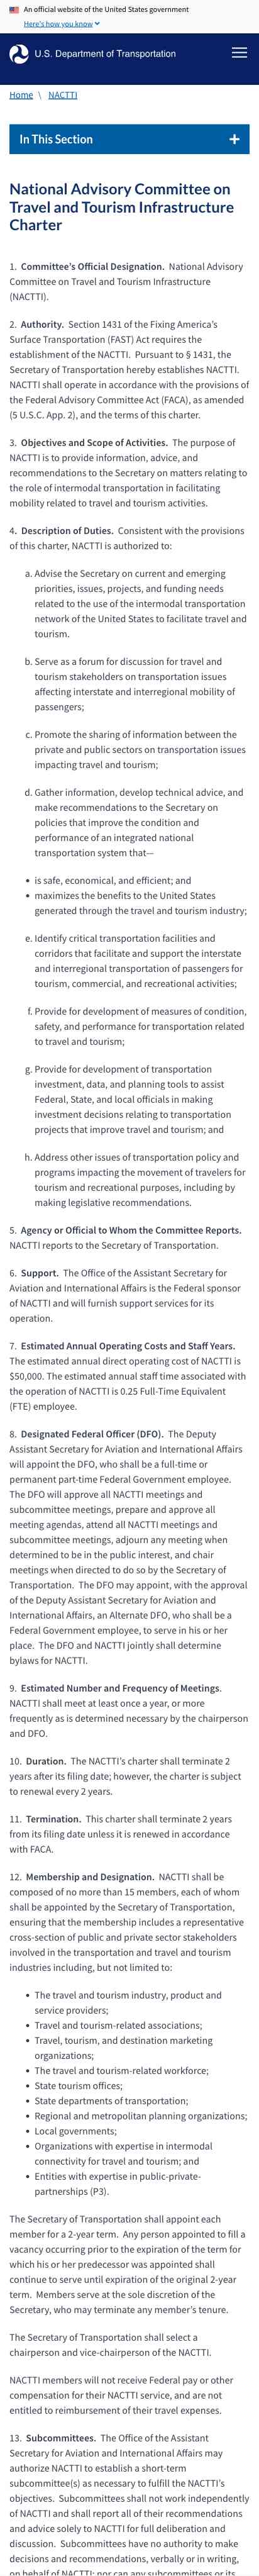 An official website of the United States government
Here's how you know
U.S. Department of Transportation
Home \ NACTTI
In This Section +
National Advisory Committee on
Travel and Tourism Infrastructure
Charter
1. Committee's Official Designation. National Advisory
Committee on Travel and Tourism Infrastructure
(NACTTI).
2. Authority. Section 1431 of the Fixing America's
Surface Transportation (FAST) Act requires the
establishment of the NACTTI. Pursuant to § 1431, the
Secretary of Transportation hereby establishes NACTTI.
NACTTI shall operate in accordance with the provisions of
the Federal Advisory Committee Act (FACA), as amended
(5 U.S.C. App. 2), and the terms of this charter.
3. Objectives and Scope of Activities. The purpose of
NACTTI is to provide information, advice, and
recommendations to the Secretary on matters relating to
the role of intermodal transportation in facilitating
mobility related to travel and tourism activities.
4. Description of Duties. Consistent with the provisions
of this charter, NACTTI is authorized to:
a. Advise the Secretary on current and emerging
priorities, issues, projects, and funding needs
related to the use of the intermodal transportation
network of the United States to facilitate travel and
tourism.
b. Serve as a forum for discussion for travel and
tourism stakeholders on transportation issues
affecting interstate and interregional mobility of
passengers;
c. Promote the sharing of information between the
private and public sectors on transportation issues
impacting travel and tourism;
d. Gather information, develop technical advice, and
make recommendations to the Secretary on
policies that improve the condition and
performance of an integrated national
transportation system that—
• is safe, economical, and efficient; and
• maximizes the benefits to the United States
generated through the travel and tourism industry;
e. Identify critical transportation facilities and
corridors that facilitate and support the interstate
and interregional transportation of passengers for
tourism, commercial, and recreational activities;
f. Provide for development of measures of condition,
safety, and performance for transportation related
to travel and tourism;
g. Provide for development of transportation
investment, data, and planning tools to assist
Federal, State, and local officials in making
investment decisions relating to transportation
projects that improve travel and tourism; and
h. Address other issues of transportation policy and
programs impacting the movement of travelers for
tourism and recreational purposes, including by
making legislative recommendations.
5. Agency or Official to Whom the Committee Reports.
NACTTI reports to the Secretary of Transportation.
6. Support. The Office of the Assistant Secretary for
Aviation and International Affairs is the Federal sponsor
of NACTTI and will furnish support services for its
operation.
7. Estimated Annual Operating Costs and Staff Years.
The estimated annual direct operating cost of NACTTI is
$50,000. The estimated annual staff time associated with
the operation of NACTTI is 0.25 Full-Time Equivalent
(FTE) employee.
8. Designated Federal Officer (DFO). The Deputy
Assistant Secretary for Aviation and International Affairs
will appoint the DFO, who shall be a full-time or
permanent part-time Federal Government employee.
The DFO will approve all NACTTI meetings and
subcommittee meetings, prepare and approve all
meeting agendas, attend all NACTTI meetings and
subcommittee meetings, adjourn any meeting when
determined to be in the public interest, and chair
meetings when directed to do so by the Secretary of
Transportation. The DFO may appoint, with the approval
of the Deputy Assistant Secretary for Aviation and
International Affairs, an Alternate DFO, who shall be a
Federal Government employee, to serve in his or her
place. The DFO and NACTTI jointly shall determine
bylaws for NACTTI.
9. Estimated Number and Frequency of Meetings.
NACTTI shall meet at least once a year, or more
frequently as is determined necessary by the chairperson
and DFO.
10. Duration. The NACTTI's charter shall terminate 2
years after its filing date; however, the charter is subject
to renewal every 2 years.
11. Termination. This charter shall terminate 2 years
from its filing date unless it is renewed in accordance
with FACA.
12. Membership and Designation. NACTTI shall be
composed of no more than 15 members, each of whom
shall be appointed by the Secretary of Transportation,
ensuring that the membership includes a representative
cross-section of public and private sector stakeholders
involved in the transportation and travel and tourism
industries including, but not limited to:
• The travel and tourism industry, product and
service providers;
• Travel and tourism-related associations;
• Travel, tourism, and destination marketing
organizations;
• The travel and tourism-related workforce;
• State tourism offices;
• State departments of transportation;
• Regional and metropolitan planning organizations;
• Local governments;
• Organizations with expertise in intermodal
connectivity for travel and tourism; and
• Entities with expertise in public-private-
partnerships (P3).
The Secretary of Transportation shall appoint each
member for a 2-year term. Any person appointed to fill a
vacancy occurring prior to the expiration of the term for
which his or her predecessor was appointed shall
continue to serve until expiration of the original 2-year
term. Members serve at the sole discretion of the
Secretary, who may terminate any member's tenure.
The Secretary of Transportation shall select a
chairperson and vice-chairperson of the NACTTI.
NACTTI members will not receive Federal pay or other
compensation for their NACTTI service, and are not
entitled to reimbursement of their travel expenses.
13. Subcommittees. The Office of the Assistant
Secretary for Aviation and International Affairs may
authorize NACTTI to establish a short-term
subcommittee(s) as necessary to fulfill the NACTTI's
objectives. Subcommittees shall not work independently
of NACTTI and shall report all of their recommendations
and advice solely to NACTTI for full deliberation and
discussion. Subcommittees have no authority to make
decisions and recommendations, verbally or in writing,
on behalf of NACTTI; nor can any subcommittees or its